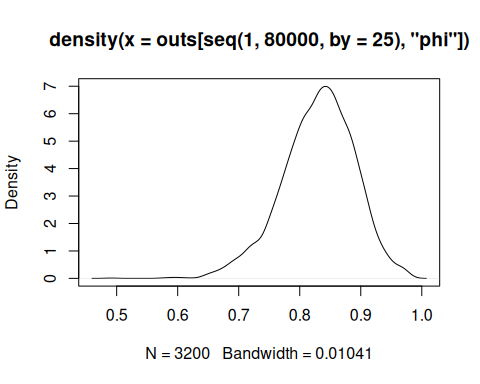 density(x = outs[seq(1, 80000, by = 25), "phi"])
Density
7
6
5
4
3
2
1
0
0.5 0.6 0.7 0.8 0.9 1.0
N = 3200 Bandwidth = 0.01041